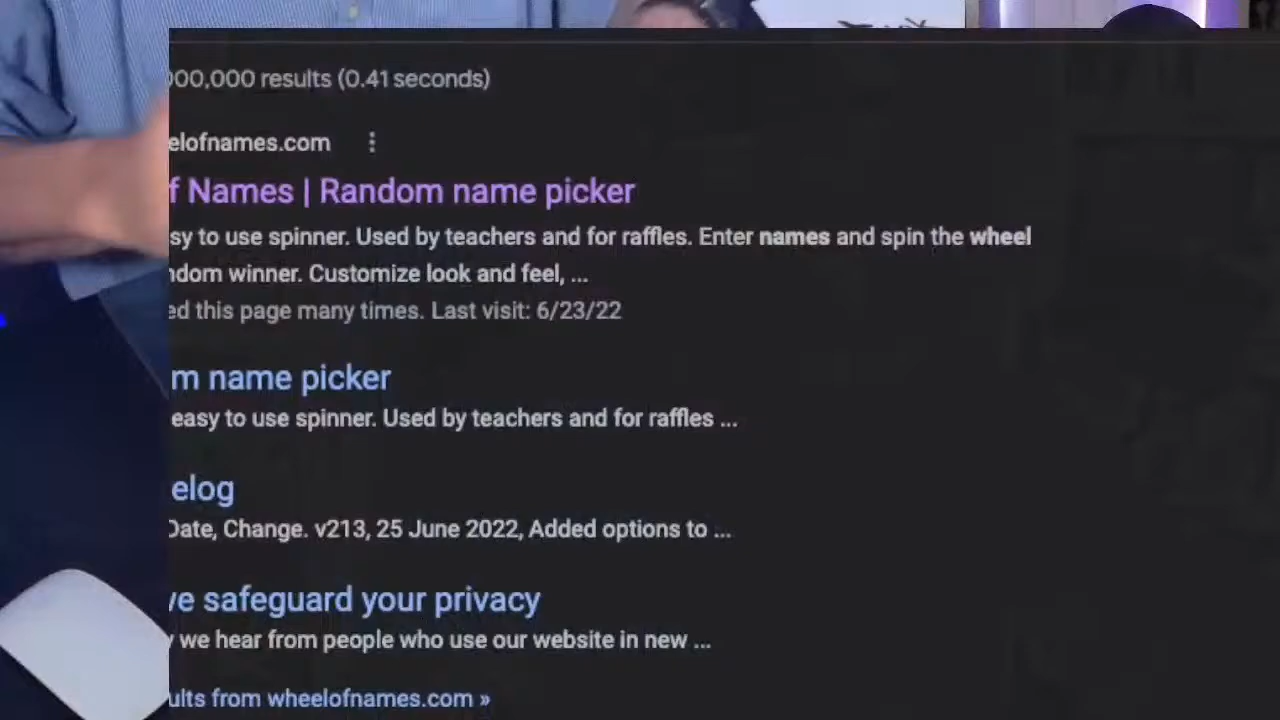 000,000 results (0.41 seconds)
elofnames.com
f Names | Random name picker
sy to use spinner. Used by teachers and for raffles. Enter names and spin the wheel
ndom winner. Customize look and feel, ...
ed this page many times. Last visit: 6/23/22
m name picker
easy to use spinner. Used by teachers and for raffles ...
elog
Date, Change. v213, 25 June 2022, Added options to ...
ve safeguard your privacy
y we hear from people who use our website in new ...
ults from wheelofnames.com »